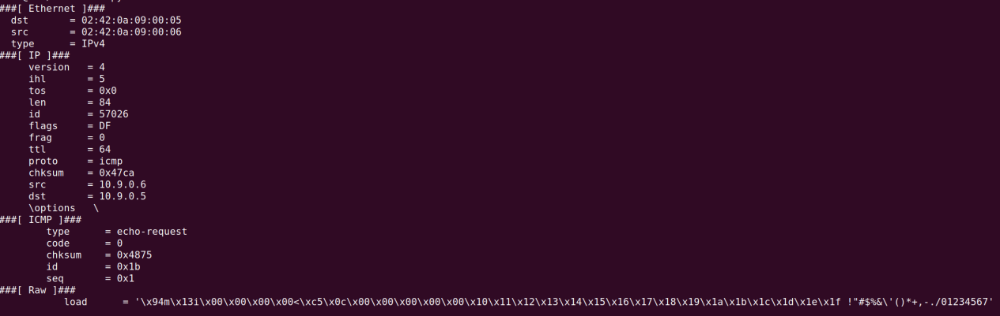 ###[ Ethernet ]###
  dst       = 02:42:0a:09:00:05
  src       = 02:42:0a:09:00:06
  type      = IPv4
###[ IP ]###
     version   = 4
     ihl       = 5
     tos       = 0x0
     len       = 84
     id        = 57026
     flags     = DF
     frag      = 0
     ttl       = 64
     proto     = icmp
     chksum    = 0x47ca
     src       = 10.9.0.6
     dst       = 10.9.0.5
     \options   \
###[ ICMP ]###
        type      = echo-request
        code      = 0
        chksum    = 0x4875
        id        = 0x1b
        seq       = 0x1
###[ Raw ]###
           load      = '\x94m\x13i\x00\x00\x00\x00<\xc5\x0c\x00\x00\x00\x00\x00\x10\x11\x12\x13\x14\x15\x16\x17\x18\x19\x1a\x1b\x1c\x1d\x1e\x1f !"#$%&\'()*+,-./01234567'